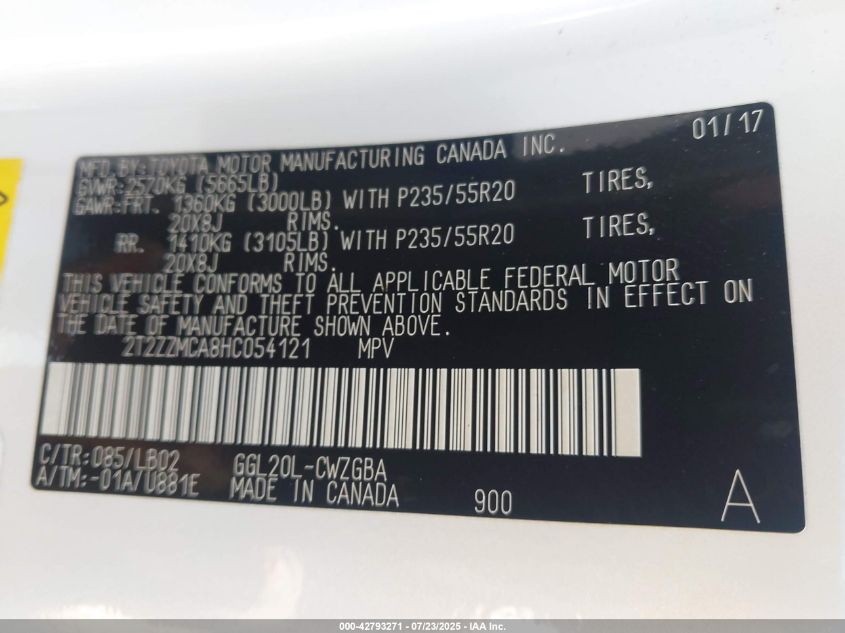 01/17
MFD.BY:TOYOTA MOTOR MANUFACTURING CANADA INC.
GVWR:2570KG (5665LB)
GAWR:FRT. 1360KG (3000LB) WITH P235/55R20 TIRES,
20X8J RIMS.
RR. 1410KG (3105LB) WITH P235/55R20 TIRES,
20X8J RIMS.
THIS VEHICLE CONFORMS TO ALL APPLICABLE FEDERAL MOTOR
VEHICLE SAFETY AND THEFT PREVENTION STANDARDS IN EFFECT ON
THE DATE OF MANUFACTURE SHOWN ABOVE.
2T2ZZMCA8HC054121 MPV
C/TR:085/LB02 GGL20L-CWZGBA
A/TM:-01A/U881E MADE IN CANADA 900 A
000-42793271 - 07/23/2025 - IAA Inc.